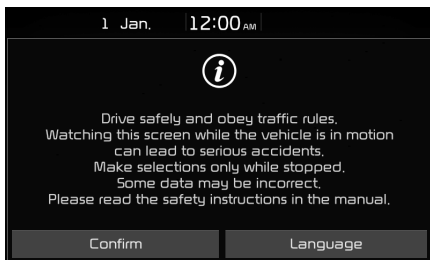 1 Jan. 12:00 AM
i
Drive safely and obey traffic rules.
Watching this screen while the vehicle is in motion
can lead to serious accidents.
Make selections only while stopped.
Some data may be incorrect.
Please read the safety instructions in the manual.
Confirm Language